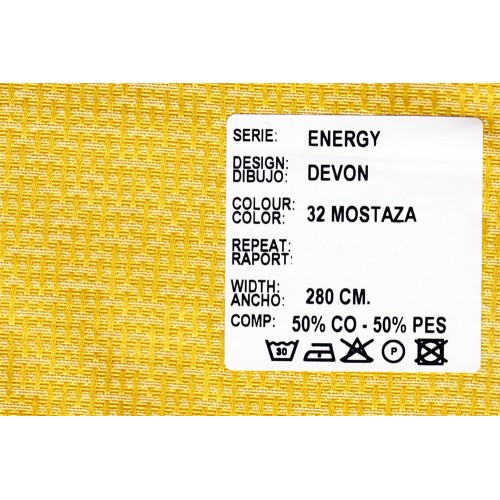 SERIE: ENERGY
DESIGN:
DIBUJO: DEVON
COLOUR:
COLOR: 32 MOSTAZA
REPEAT:
RAPORT:
WIDTH:
ANCHO: 280 CM.
COMP: 50% CO - 50% PES
30 P